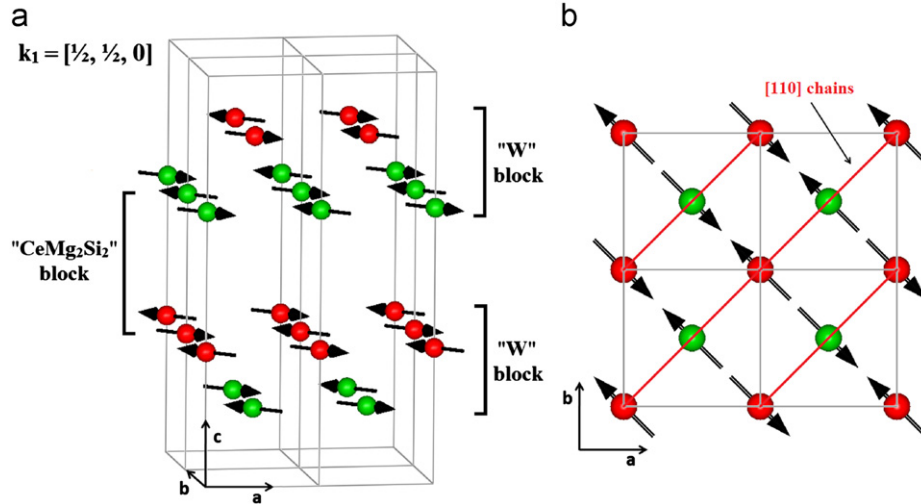 a
k₁ = [½, ½, 0]
"W"
block
"CeMg₂Si₂"
block
"W"
block
c
b
a
b
[110] chains
b
a